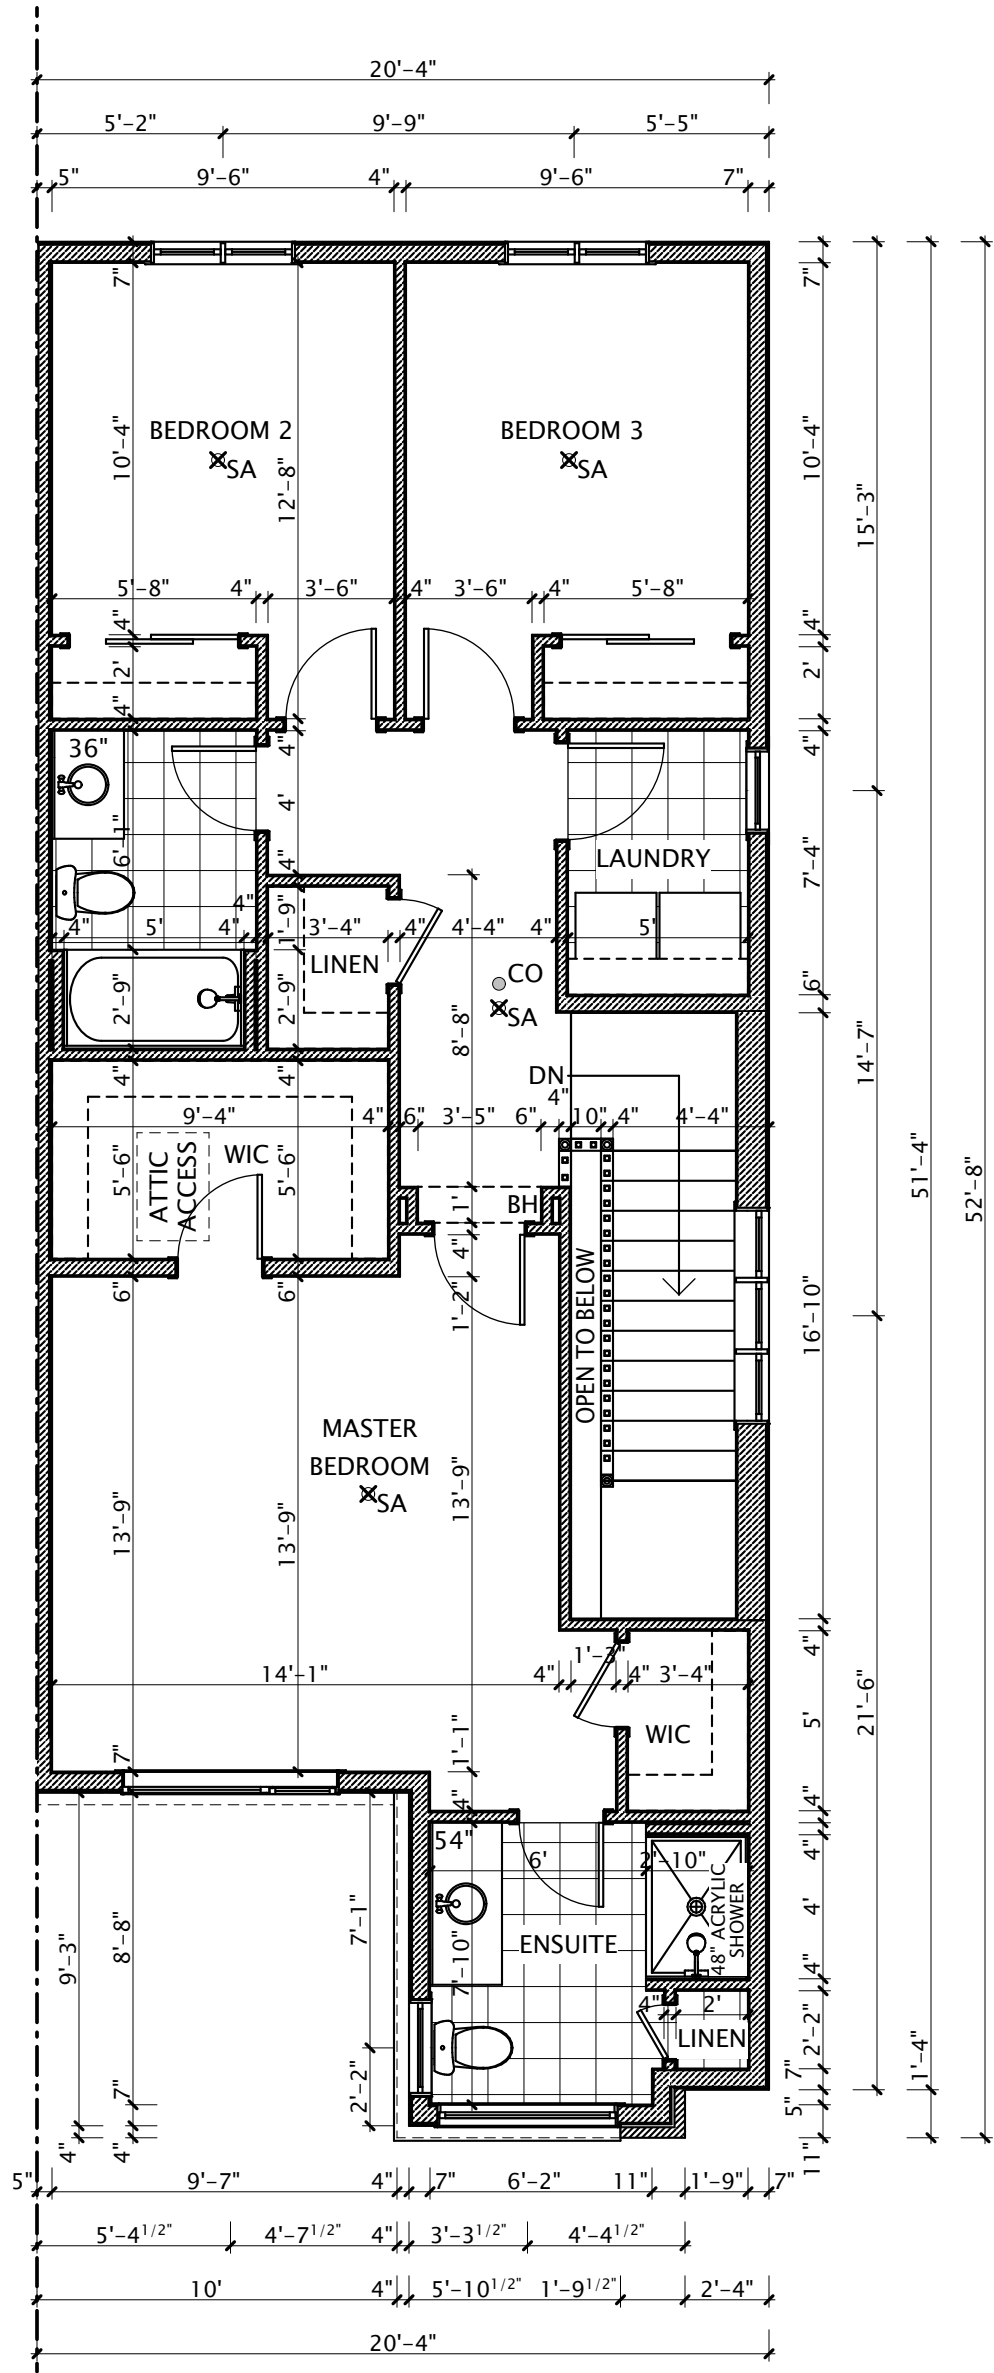 20'-4"
5'-2" 9'-9" 5'-5"
5" 9'-6" 4" 9'-6" 7"
7" 7"
BEDROOM 2 BEDROOM 3
SA SA
10'-4" 12'-8" 10'-4"
15'-3"
5'-8" 4" 3'-6" 4" 3'-6" 4" 5'-8"
4" 4"
2' 2'
4"
36" 4" 4"
4'
6'-1"
LAUNDRY
7'-4"
4"
4" 1'-9"
4" 5' 4" 3'-4" 4" 4'-4" 4" 5'
LINEN CO
SA
6"
2'-9" 2'-9" 8'-8"
14'-7"
4" 4" DN
4"
9'-4" 4" 6" 3'-5" 6" 10" 4" 4'-4"
51'-4"
52'-8"
ATTIC
ACCESS
WIC
5'-6" 5'-6"
1' BH
4"
6" 6" 1'-2"
OPEN TO BELOW
16'-10"
MASTER
BEDROOM
SA
13'-9" 13'-9" 13'-9"
4"
1'-3"
14'-1" 4" 4" 3'-4"
WIC
5'
21'-6"
7" 1'-1"
4" 4"
54" 4"
6' 2'-10"
48" ACRYLIC
SHOWER
4'
9'-3" 8'-8" 7'-1" 7'-10"
ENSUITE
4"
4" 2'
LINEN
2'-2"
7"
1'-4"
7" 2'-2" 5"
4" 4" 11"
5" 9'-7" 4" 7" 6'-2" 11" 1'-9" 7"
5'-4 1/2" 4'-7 1/2" 4" 3'-3 1/2" 4'-4 1/2"
10' 4" 5'-10 1/2" 1'-9 1/2" 2'-4"
20'-4"